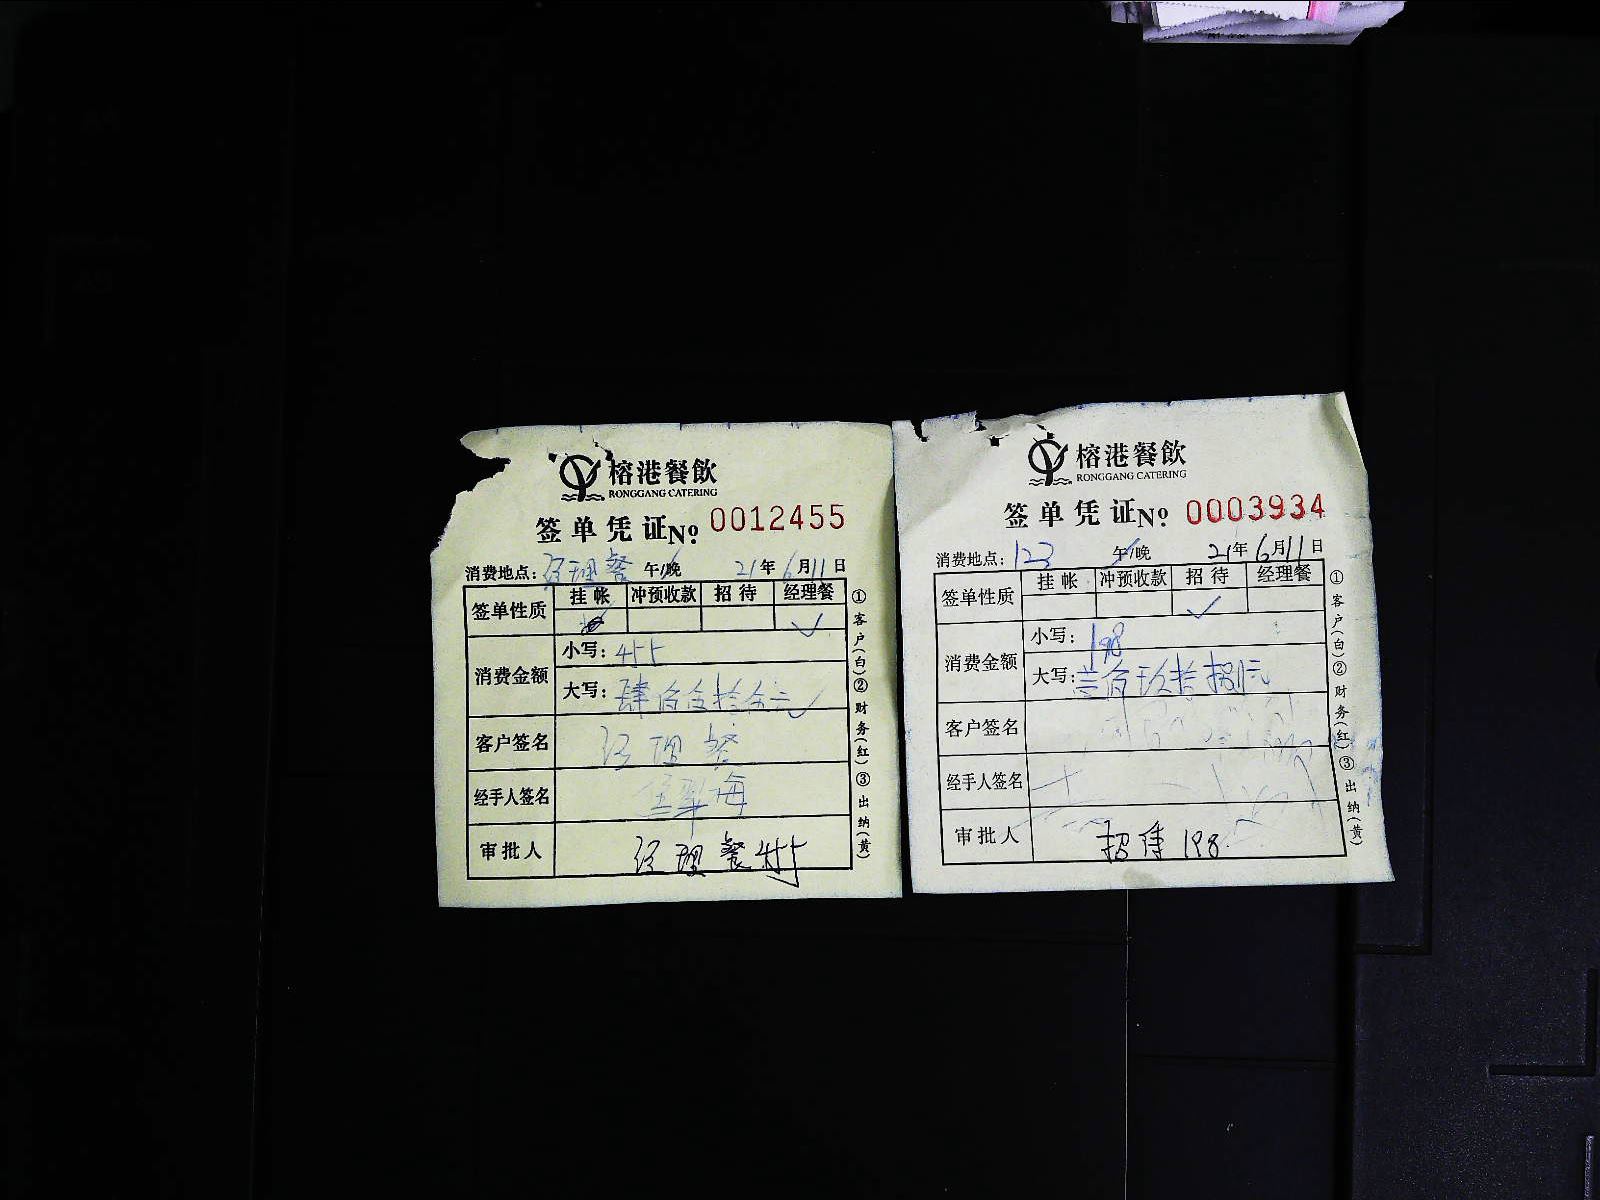 榕港餐飲
RONGGANG CATERING
签单凭证№ 0012455
消费地点：经理餐 午/晚 21年6月11日
签单性质 挂帐 冲预收款 招待 经理餐
✓
消费金额 小写：455
大写：肆佰伍拾伍元
客户签名 经理餐
经手人签名
审批人 经理餐455
①客户(白)②财务(红)③出纳(黄)
榕港餐飲
RONGGANG CATERING
签单凭证№ 0003934
消费地点：123 午/晚 21年6月11日
签单性质 挂帐 冲预收款 招待 经理餐
✓
消费金额 小写：198
大写：壹佰玖拾捌元
客户签名
经手人签名
审批人 招待198
①客户(白)②财务(红)③出纳(黄)